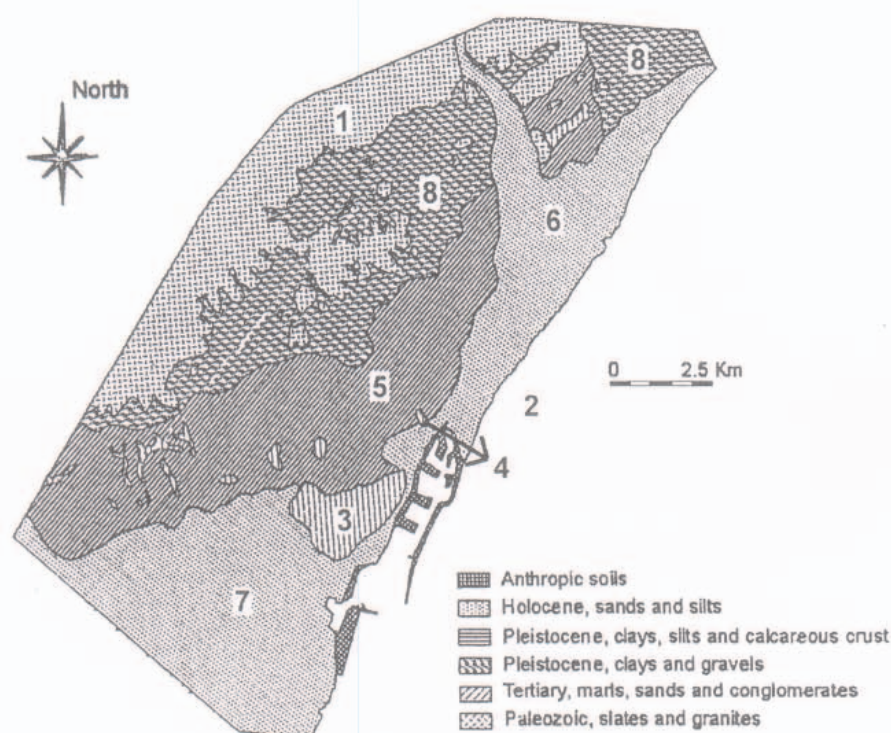 North
1
8
8
6
0 2.5 Km
5
2
4
3
7
Anthropic soils
Holocene, sands and silts
Pleistocene, clays, slits and calcareous crust
Pleistocene, clays and gravels
Tertiary, marls, sands and conglomerates
Paleozoic, slates and granites